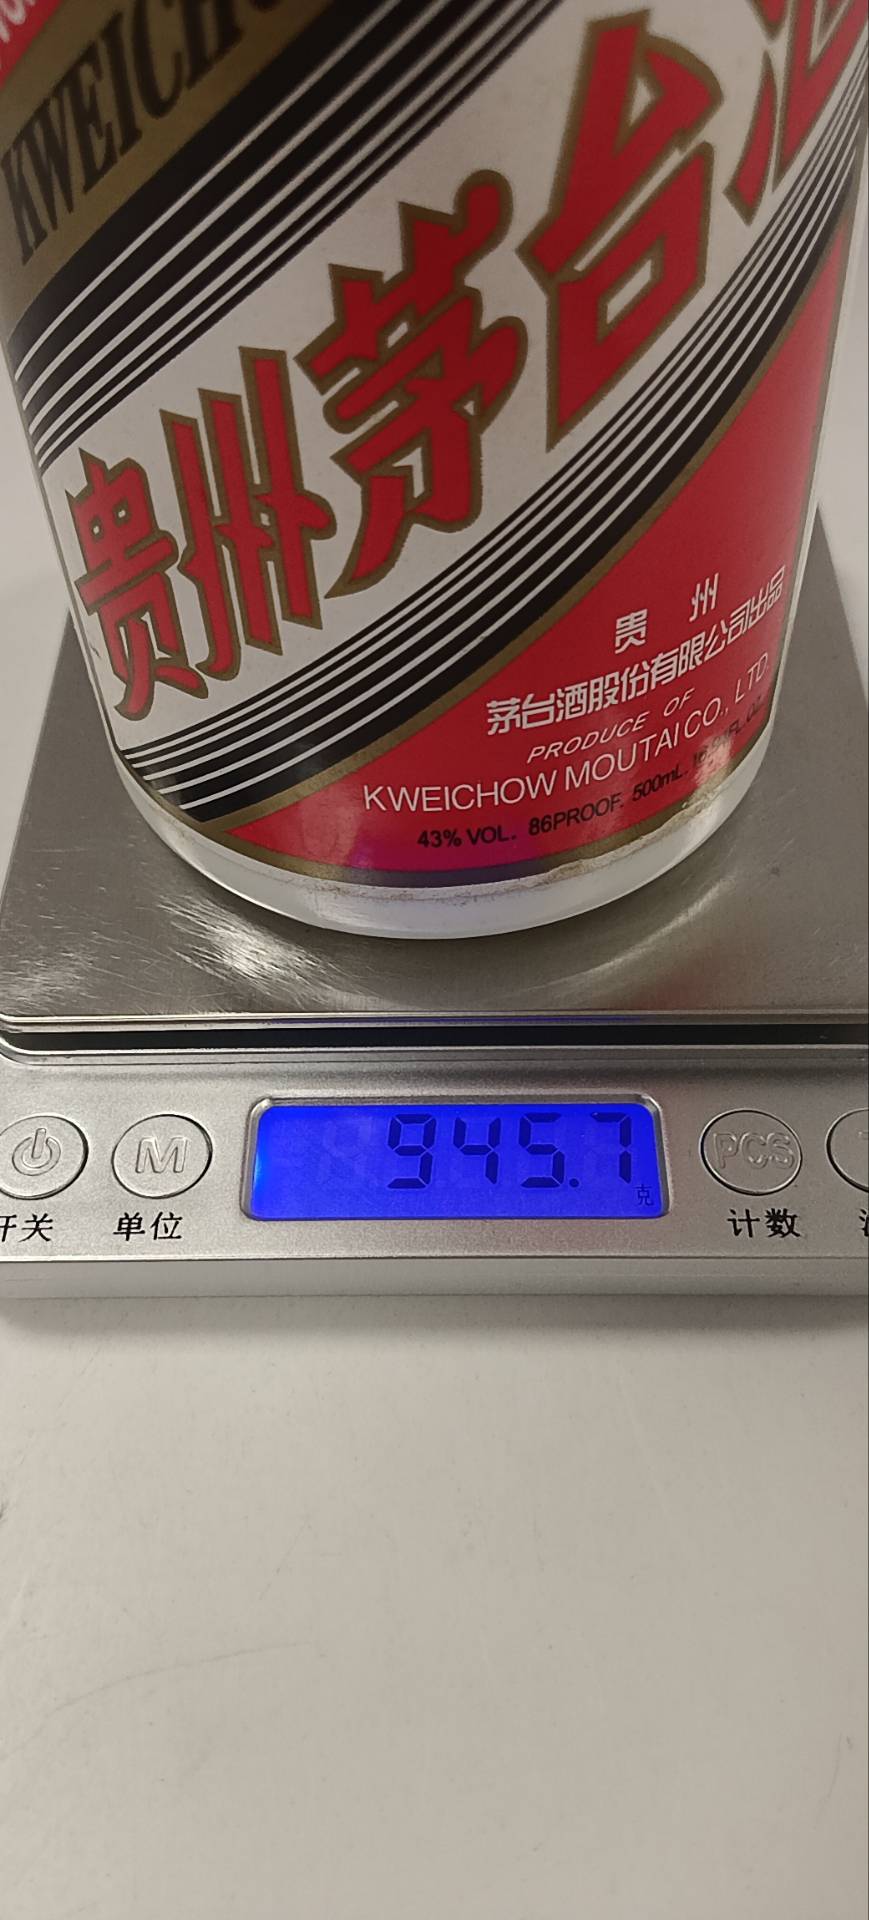 KWEICH
贵州茅台酒
贵 州
茅台酒股份有限公司出品
PRODUCE OF
KWEICHOW MOUTAI CO., LTD.
43% VOL. 86PROOF. 500mL. FL.OZ
945.7
克
M
PCS
开关
单位
计数